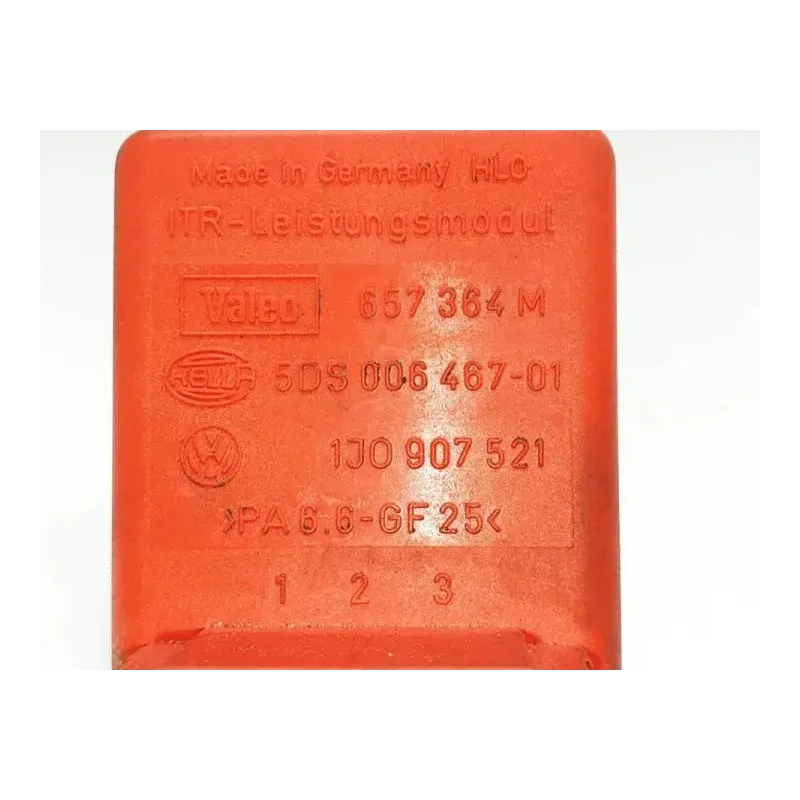 Made in Germany HLO
ITR-Leistungsmodul
Valeo 657 364 M
HELLA 5DS 006 467-01
VW 1J0 907 521
>PA 6.6-GF 25<
1 2 3